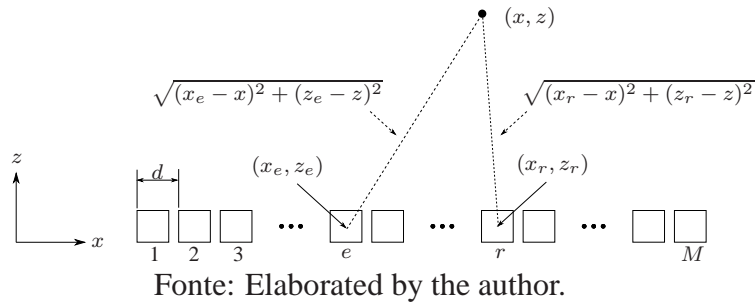 (x, z)
√(x_e − x)² + (z_e − z)²
√(x_r − x)² + (z_r − z)²
z
d
(x_e, z_e)
(x_r, z_r)
x
1 2 3 ••• e ••• r ••• M
Fonte: Elaborated by the author.